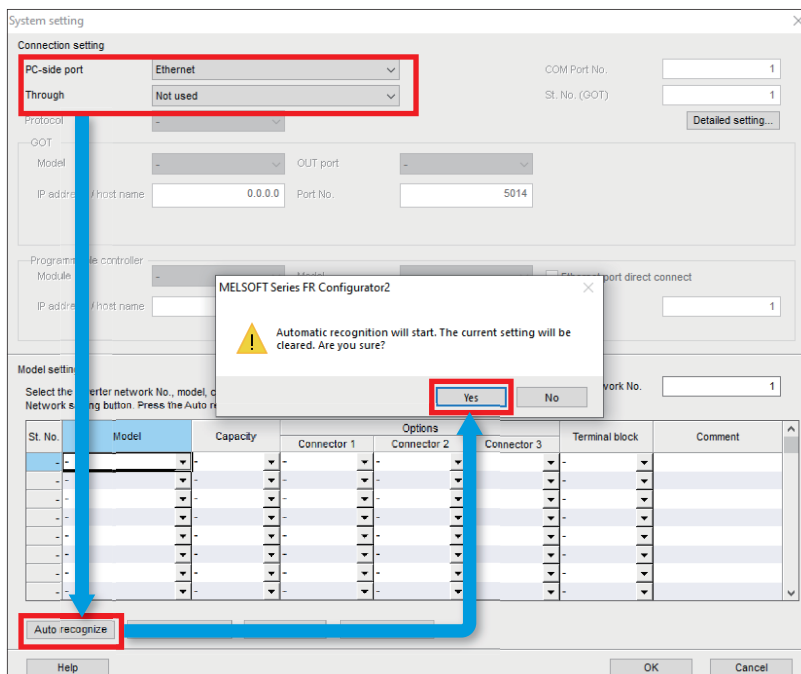 System setting
Connection setting
PC-side port Ethernet COM Port No. 1
Through Not used St. No. (GOT) 1
Protocol - Detailed setting...
GOT
Model - OUT port -
IP address / host name 0.0.0.0 Port No. 5014
Programmable controller
Module - Model Ethernet port direct connect
IP address / host name 1
MELSOFT Series FR Configurator2
Automatic recognition will start. The current setting will be
cleared. Are you sure?
Yes No
Model setting
Select the inverter network No., model, work No. 1
Network setting button. Press the Auto
St. No. Model Capacity Options Terminal block Comment
Connector 1 Connector 2 Connector 3
- - - - - - -
- - - - - - -
- - - - - - -
- - - - - - -
- - - - - - -
- - - - - - -
- - - - - - -
- - - - - - -
Auto recognize
Help OK Cancel